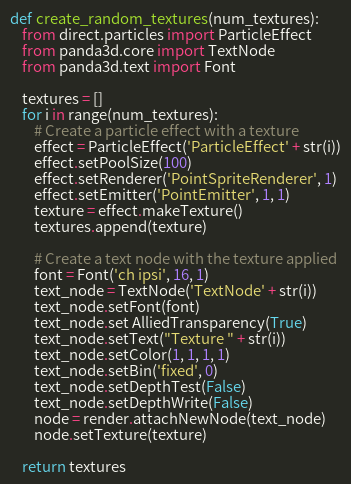 def create_random_textures(num_textures):
from direct.particles import ParticleEffect
from panda3d.core import TextNode
from panda3d.text import Font
textures = []
for i in range(num_textures):
# Create a particle effect with a texture
effect = ParticleEffect('ParticleEffect' + str(i))
effect.setPoolSize(100)
effect.setRenderer('PointSpriteRenderer', 1)
effect.setEmitter('PointEmitter', 1, 1)
texture = effect.makeTexture()
textures.append(texture)
# Create a text node with the texture applied
font = Font('ch ipsi', 16, 1)
text_node = TextNode('TextNode' + str(i))
text_node.setFont(font)
text_node.set AlliedTransparency(True)
text_node.setText("Texture " + str(i))
text_node.setColor(1, 1, 1, 1)
text_node.setBin('fixed', 0)
text_node.setDepthTest(False)
text_node.setDepthWrite(False)
node = render.attachNewNode(text_node)
node.setTexture(texture)
return textures